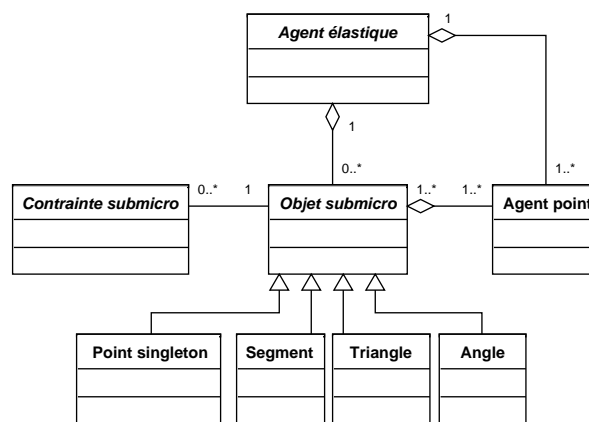 Agent élastique
1
1
0..*
1..*
0..*
1
1..*
1..*
Contrainte submicro
Objet submicro
Agent point
Point singleton
Segment
Triangle
Angle